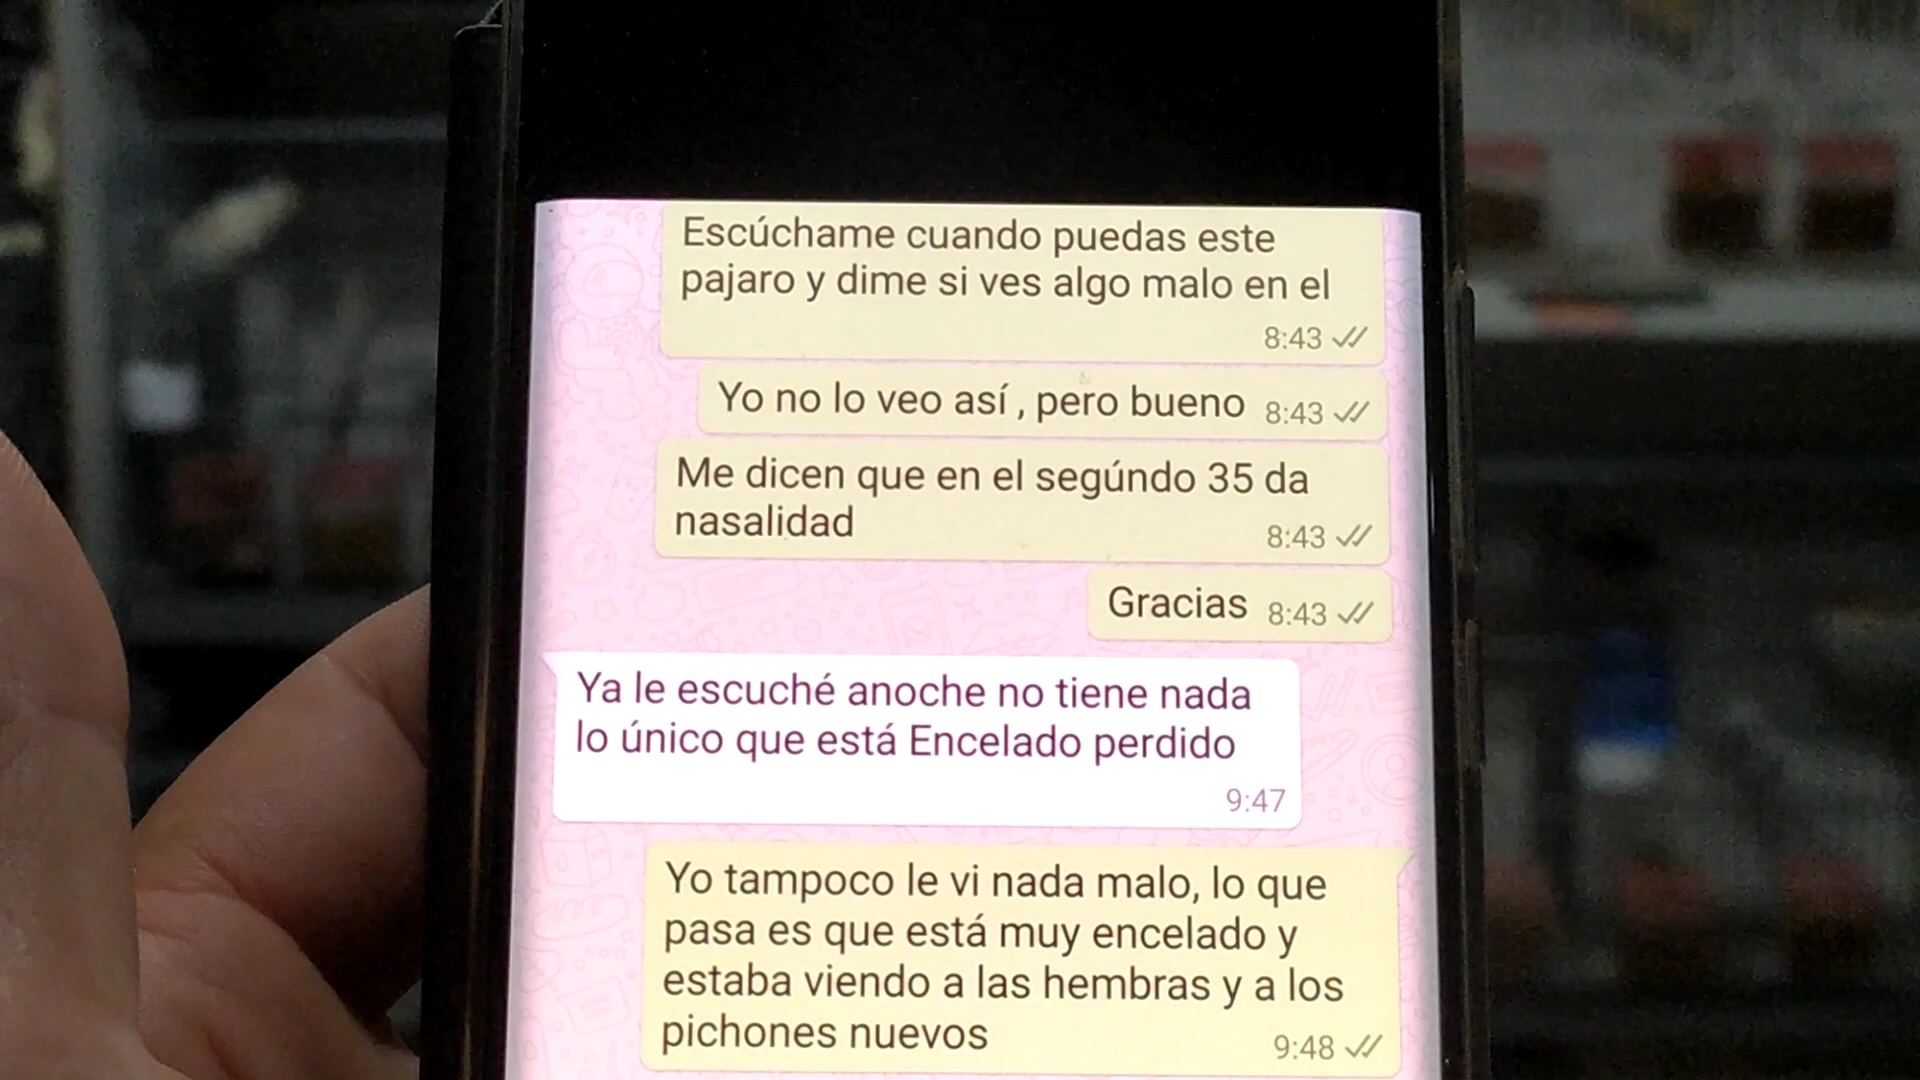 Escúchame cuando puedas este
pajaro y dime si ves algo malo en el
8:43
Yo no lo veo así , pero bueno 8:43
Me dicen que en el segúndo 35 da
nasalidad 8:43
Gracias 8:43
Ya le escuché anoche no tiene nada
lo único que está Encelado perdido
9:47
Yo tampoco le vi nada malo, lo que
pasa es que está muy encelado y
estaba viendo a las hembras y a los
pichones nuevos 9:48